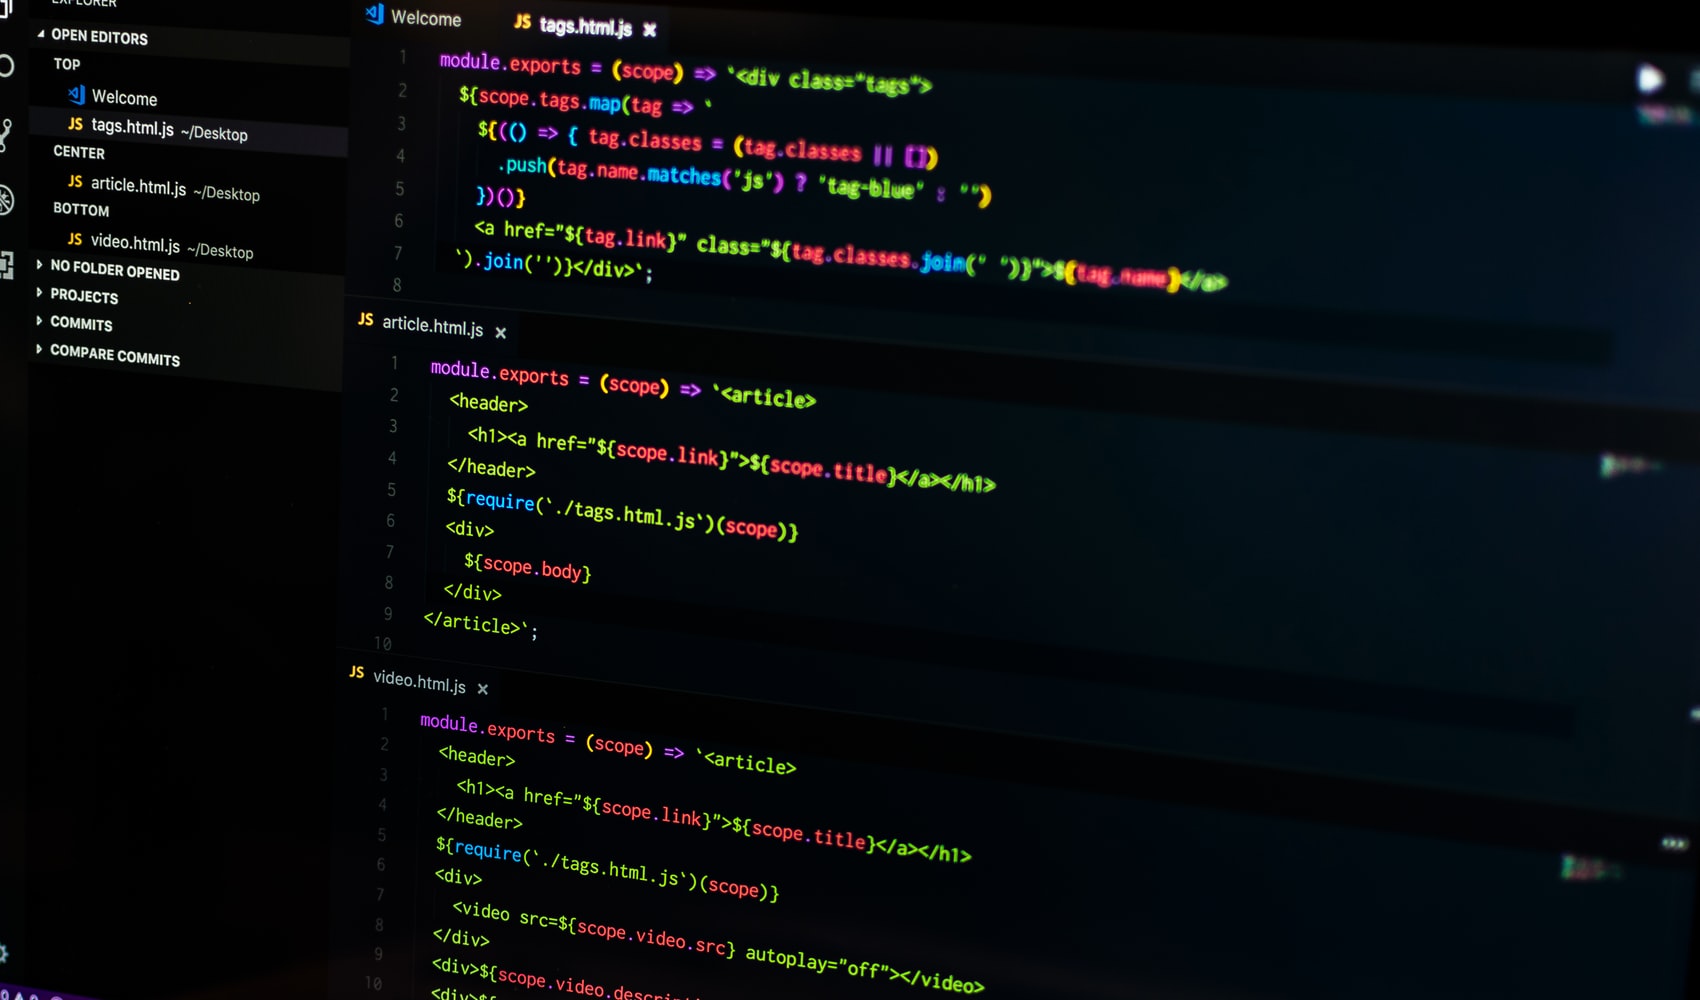 EXPLORER
OPEN EDITORS
TOP
Welcome
JS tags.html.js ~/Desktop
CENTER
JS article.html.js ~/Desktop
BOTTOM
JS video.html.js ~/Desktop
NO FOLDER OPENED
PROJECTS
COMMITS
COMPARE COMMITS
Welcome JS tags.html.js ×
1 module.exports = (scope) => `<div class="tags">
2 ${scope.tags.map(tag => `
3 ${(() => { tag.classes = (tag.classes || [])
4 .push(tag.name.matches('js') ? 'tag-blue' : '')
5 })()}
6 <a href="${tag.link}" class="${tag.classes.join(' ')}">${tag.name}</a>
7 `).join('')}</div>`;
8
JS article.html.js ×
1 module.exports = (scope) => `<article>
2 <header>
3 <h1><a href="${scope.link}">${scope.title}</a></h1>
4 </header>
5 ${require(`./tags.html.js`)(scope)}
6 <div>
7 ${scope.body}
8 </div>
9 </article>`;
10
JS video.html.js ×
1 module.exports = (scope) => `<article>
2 <header>
3 <h1><a href="${scope.link}">${scope.title}</a></h1>
4 </header>
5 ${require(`./tags.html.js`)(scope)}
6 <div>
7 <video src=${scope.video.src} autoplay="off"></video>
8 </div>
9 <div>${scope.video.descri
10 <div>${